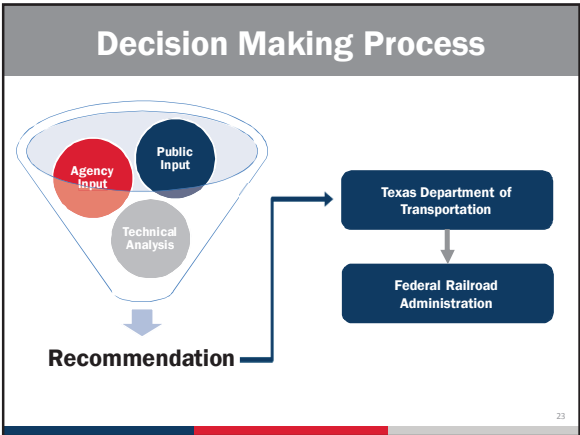 Decision Making Process
Public
Input
Agency
Input
Technical
Analysis
Recommendation
Texas Department of
Transportation
Federal Railroad
Administration
23